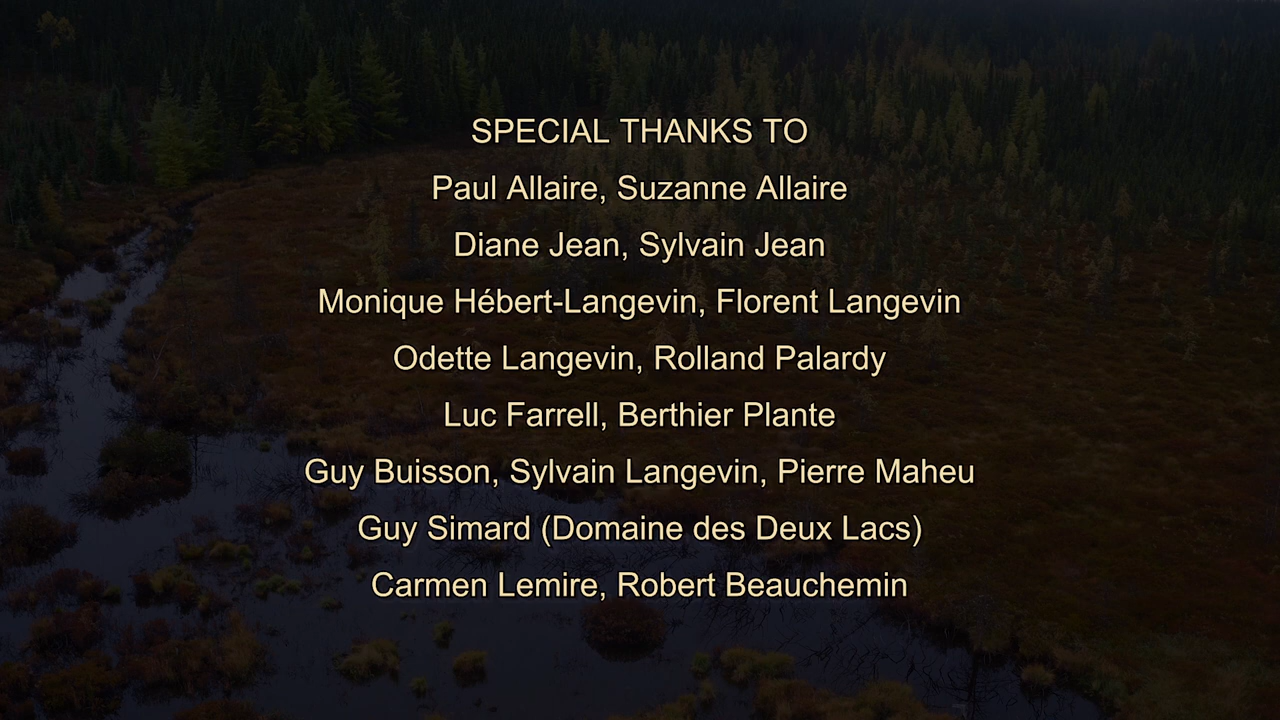 SPECIAL THANKS TO
Paul Allaire, Suzanne Allaire
Diane Jean, Sylvain Jean
Monique Hébert-Langevin, Florent Langevin
Odette Langevin, Rolland Palardy
Luc Farrell, Berthier Plante
Guy Buisson, Sylvain Langevin, Pierre Maheu
Guy Simard (Domaine des Deux Lacs)
Carmen Lemire, Robert Beauchemin